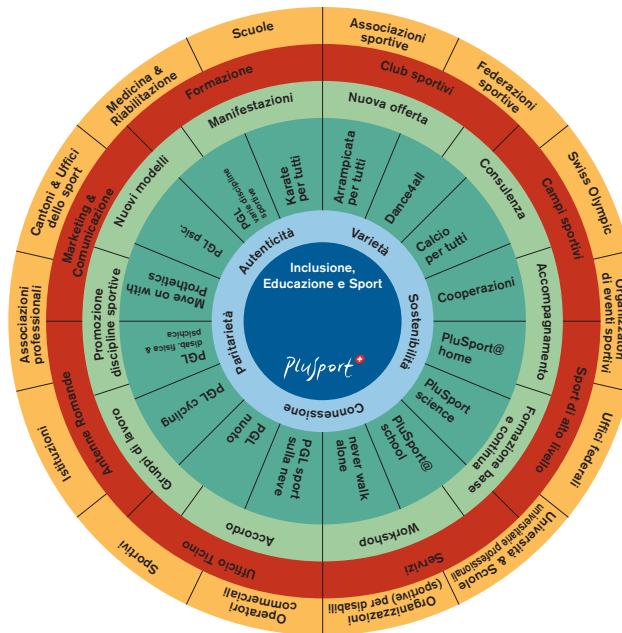 Associazioni
sportive
Federazioni
sportive
Swiss Olympic
Organizzatori
di eventi sportivi
Uffici federali
Università & Scuole
universitarie professionali
Organizzazioni
(sportive) per disabili
Operatori
commerciali
Sportivi
Istituzioni
Associazioni
professionali
Cantoni & Uffici
dello sport
Medicina &
Riabilitazione
Scuole
Club sportivi
Campi sportivi
Sport di alto livello
Servizi
Ufficio Ticino
Antenne Romande
Marketing &
Comunicazione
Formazione
Nuova offerta
Consulenza
Accompagnamento
Formazione base
e continua
Workshop
Accordo
Gruppi di lavoro
Promozione
discipline sportive
Nuovi modelli
Manifestazioni
Arrampicata
per tutti
Dance4all
Calcio
per tutti
Cooperazioni
PluSport@
home
PluSport
science
PluSport@
school
never walk
alone
PGL sport
sulla neve
PGL
nuoto
PGL cycling
PGL
disab. fisica &
psichica
Move on with
Prothetics
PGL psic.
PGL
varie discipline
sportive
Karate
per tutti
Varietà
Sostenibilità
Connessione
Paritarietà
Autenticità
Inclusione,
Educazione e Sport
PluSport